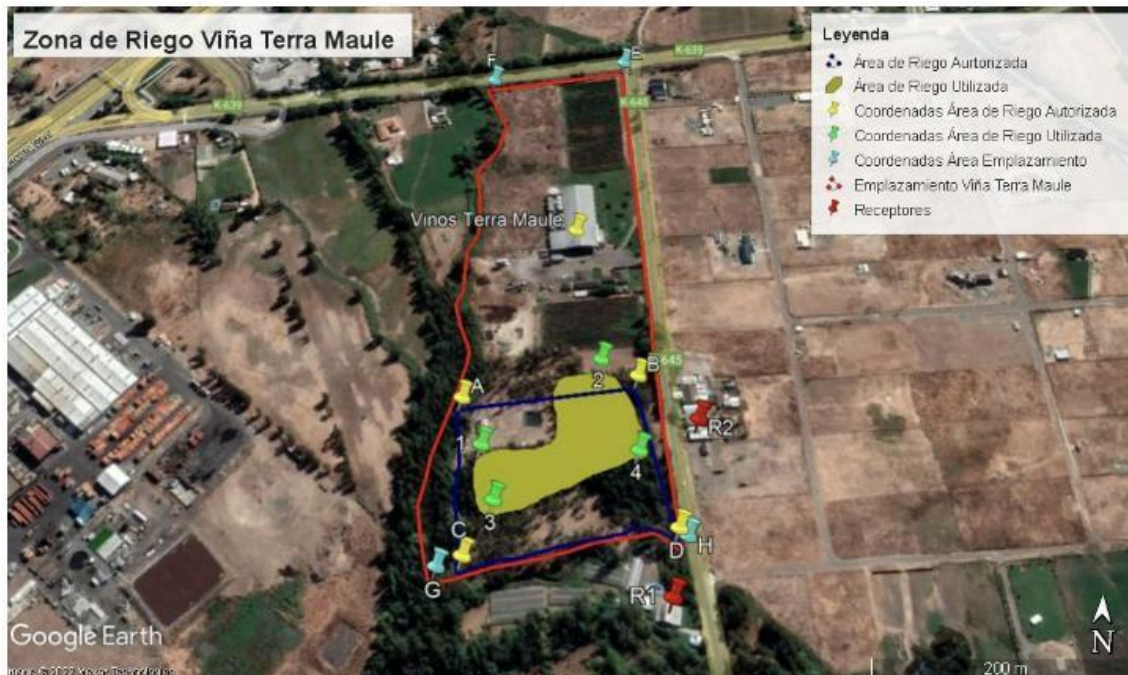 Zona de Riego Viña Terra Maule
Leyenda
Área de Riego Aurtorizada
Área de Riego Utilizada
Coordenadas Área de Riego Autorizada
Coordenadas Área de Riego Utilizada
Coordenadas Área Emplazamiento
Emplazamiento Viña Terra Maule
Receptores
F
E
K-639
K-639
K-645
Vinos Terra Maule
A
B
645
1
2
R2
4
3
C
D
H
G
R1
Google Earth
N
200 m